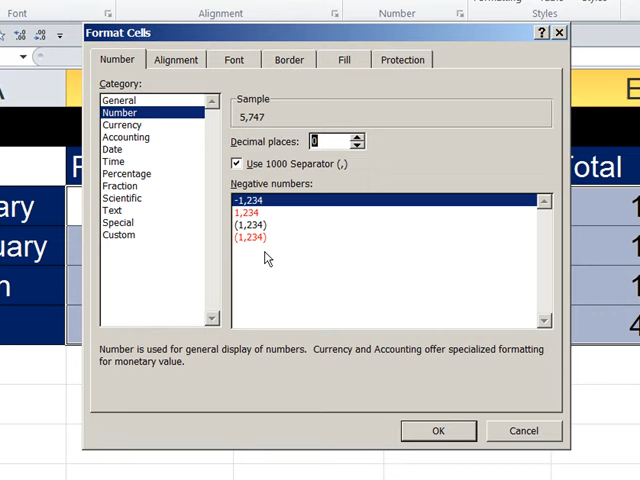 Font
Alignment
Number
Styles
Format Cells
Number Alignment Font Border Fill Protection
Category:
General
Number
Currency
Accounting
Date
Time
Percentage
Fraction
Scientific
Text
Special
Custom
Sample
5,747
Decimal places: 0
Use 1000 Separator (,)
Negative numbers:
-1,234
1,234
(1,234)
(1,234)
Number is used for general display of numbers. Currency and Accounting offer specialized formatting
for monetary value.
OK Cancel